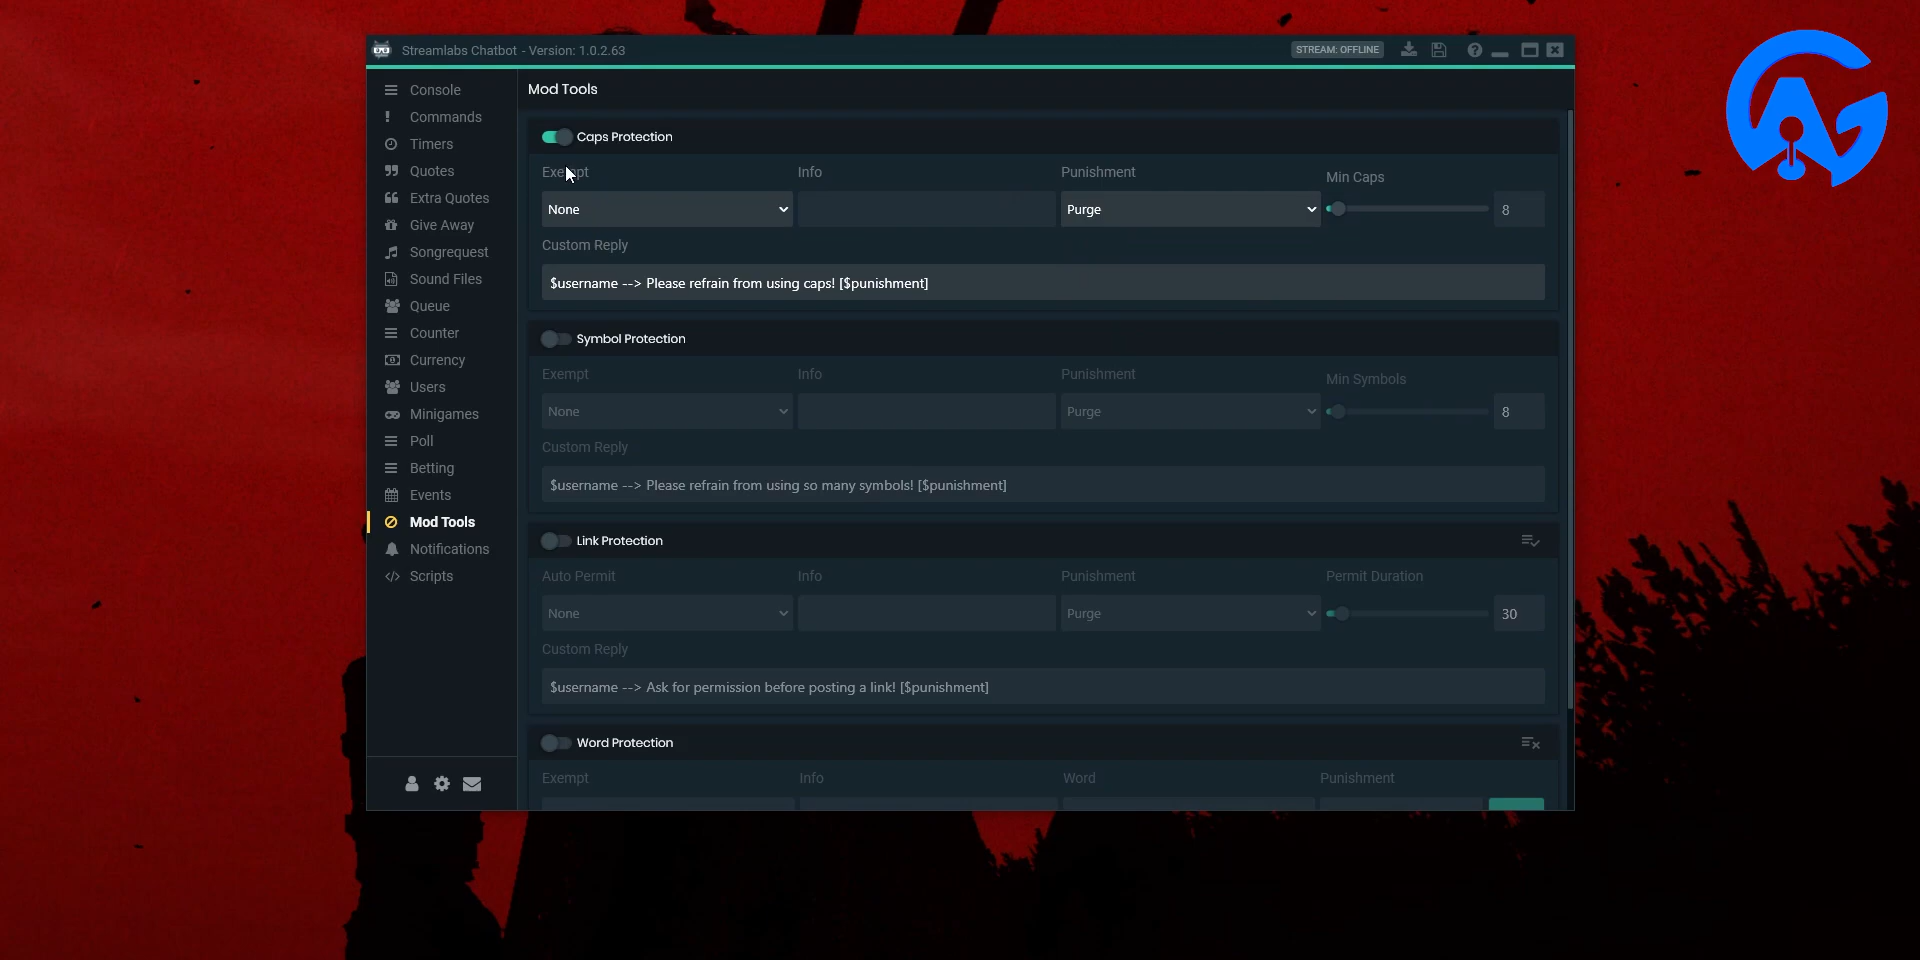 Streamlabs Chatbot - Version: 1.0.2.63
STREAM: OFFLINE
Console
Commands
Timers
Quotes
Extra Quotes
Give Away
Songrequest
Sound Files
Queue
Counter
Currency
Users
Minigames
Poll
Betting
Events
Mod Tools
Notifications
Scripts
Mod Tools
Caps Protection
Exempt Info Punishment Min Caps
None Purge 8
Custom Reply
$username --> Please refrain from using caps! [$punishment]
Symbol Protection
Exempt Info Punishment Min Symbols
None Purge 8
Custom Reply
$username --> Please refrain from using so many symbols! [$punishment]
Link Protection
Auto Permit Info Punishment Permit Duration
None Purge 30
Custom Reply
$username --> Ask for permission before posting a link! [$punishment]
Word Protection
Exempt Info Word Punishment